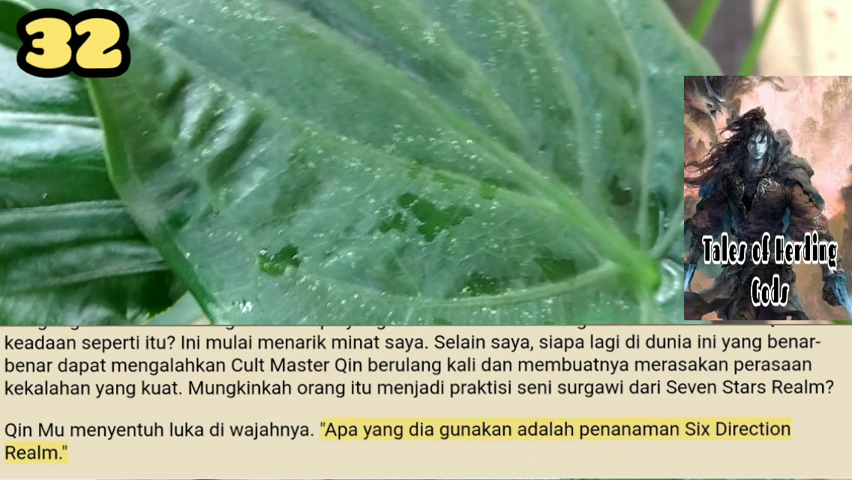 32
Tales of Herding
Gods
keadaan seperti itu? Ini mulai menarik minat saya. Selain saya, siapa lagi di dunia ini yang benar-
benar dapat mengalahkan Cult Master Qin berulang kali dan membuatnya merasakan perasaan
kekalahan yang kuat. Mungkinkah orang itu menjadi praktisi seni surgawi dari Seven Stars Realm?
Qin Mu menyentuh luka di wajahnya. "Apa yang dia gunakan adalah penanaman Six Direction
Realm."